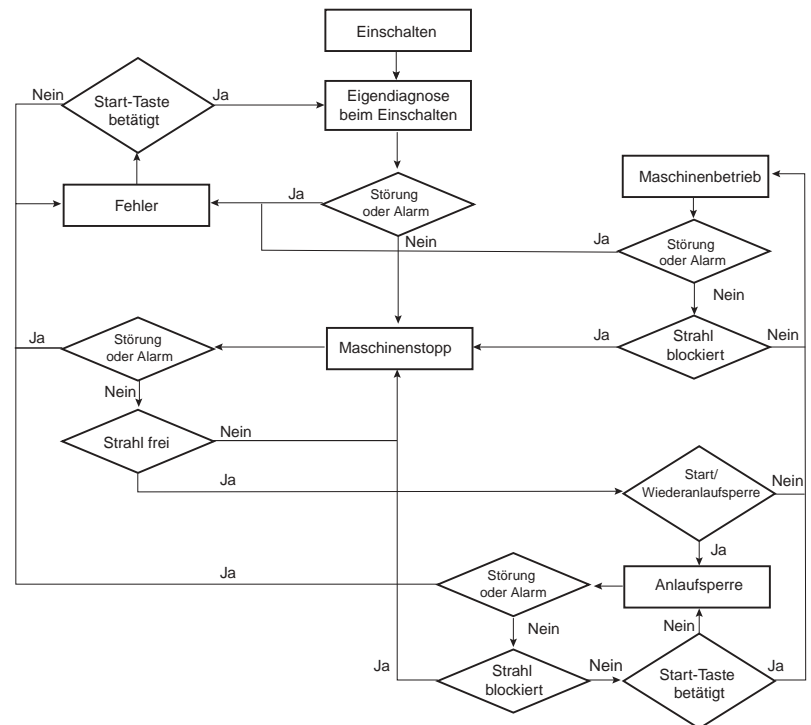 Einschalten
Nein
Start-Taste
betätigt
Ja
Eigendiagnose
beim Einschalten
Fehler
Ja
Störung
oder Alarm
Nein
Maschinenbetrieb
Ja
Störung
oder Alarm
Nein
Ja
Störung
oder Alarm
Nein
Maschinenstopp
Ja
Strahl
blockiert
Nein
Strahl frei
Nein
Ja
Start/
Wiederanlaufsperre
Nein
Ja
Ja
Störung
oder Alarm
Nein
Anlaufsperre
Nein
Ja
Strahl
blockiert
Nein
Start-Taste
betätigt
Ja